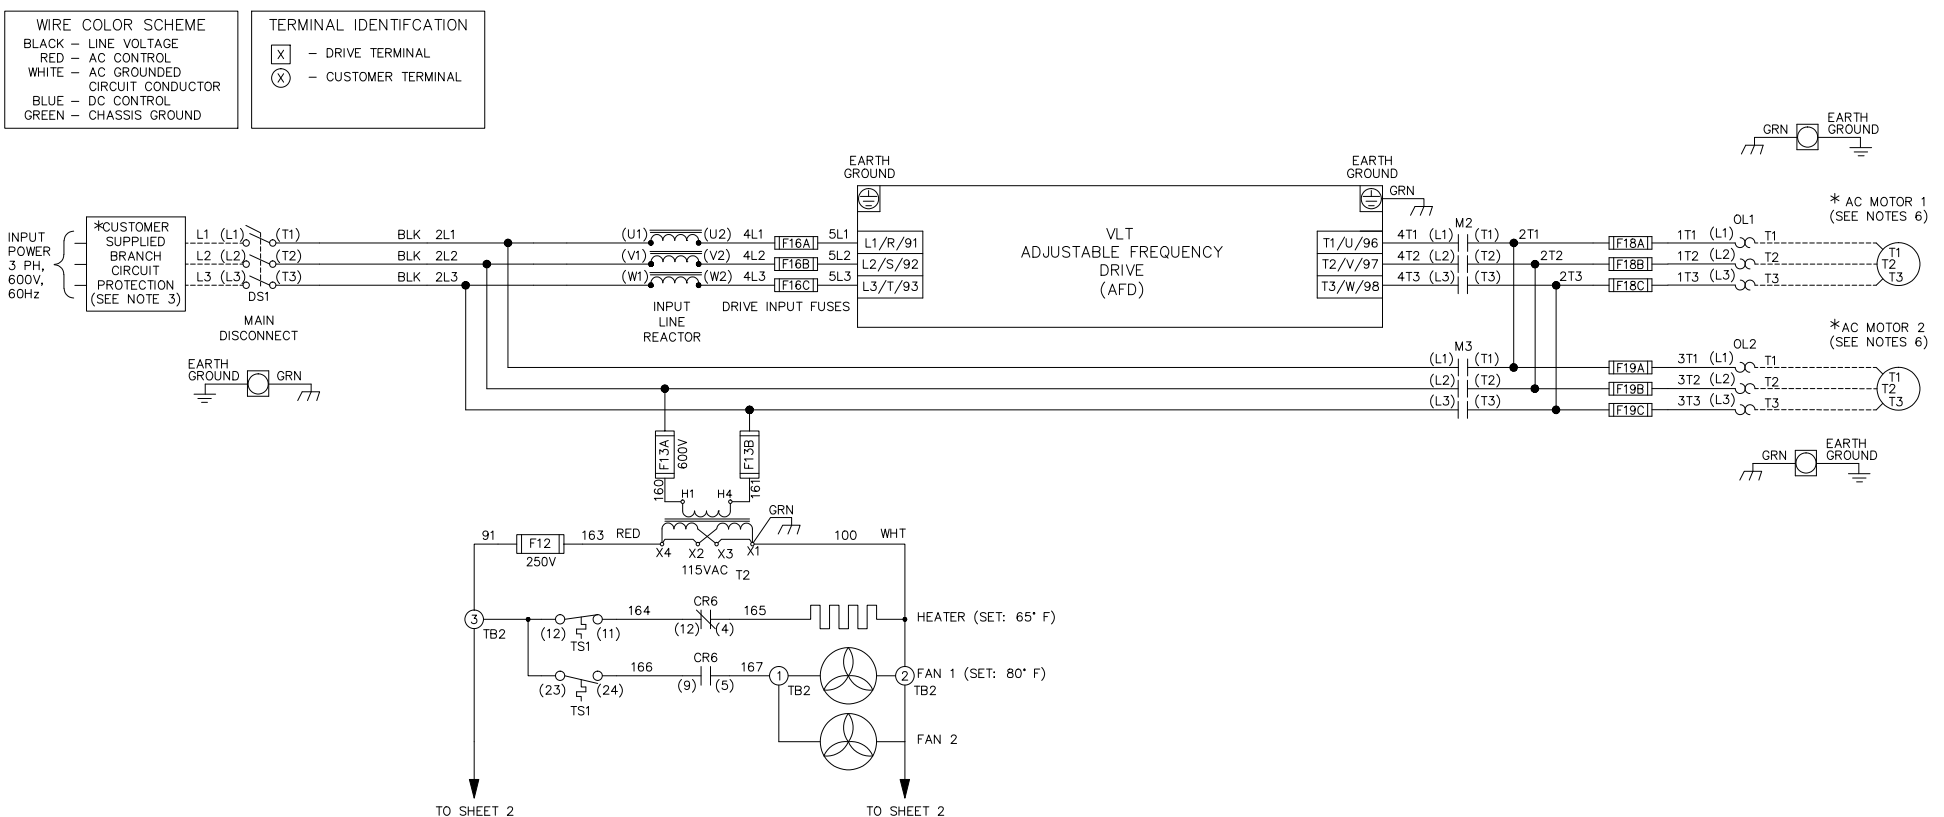 WIRE COLOR SCHEME
BLACK – LINE VOLTAGE
RED – AC CONTROL
WHITE – AC GROUNDED
CIRCUIT CONDUCTOR
BLUE – DC CONTROL
GREEN – CHASSIS GROUND
TERMINAL IDENTIFCATION
X – DRIVE TERMINAL
X – CUSTOMER TERMINAL
GRN
EARTH
GROUND
EARTH
GROUND
EARTH
GROUND
GRN
INPUT
POWER
3 PH,
600V,
60Hz
*CUSTOMER
SUPPLIED
BRANCH
CIRCUIT
PROTECTION
(SEE NOTE 3)
L1 (L1) (T1) BLK 2L1 (U1) (U2) 4L1 F16A 5L1 L1/R/91
L2 (L2) (T2) BLK 2L2 (V1) (V2) 4L2 F16B 5L2 L2/S/92
L3 (L3) (T3) BLK 2L3 (W1) (W2) 4L3 F16C 5L3 L3/T/93
DS1
MAIN
DISCONNECT
INPUT
LINE
REACTOR
DRIVE INPUT FUSES
VLT
ADJUSTABLE FREQUENCY
DRIVE
(AFD)
M2
OL1
* AC MOTOR 1
(SEE NOTES 6)
T1/U/96 4T1 (L1) (T1) 2T1 F18A 1T1 (L1) T1 T1
T2/V/97 4T2 (L2) (T2) 2T2 F18B 1T2 (L2) T2 T2
T3/W/98 4T3 (L3) (T3) 2T3 F18C 1T3 (L3) T3 T3
* AC MOTOR 2
(SEE NOTES 6)
M3
OL2
(L1) (T1) F19A 3T1 (L1) T1 T1
(L2) (T2) F19B 3T2 (L2) T2 T2
(L3) (T3) F19C 3T3 (L3) T3 T3
EARTH
GROUND
GRN
GRN
EARTH
GROUND
F13A
600V
F13B
160
161
H1 H4
GRN
91 F12 163 RED
250V
X4 X2 X3 X1
100 WHT
115VAC T2
3
TB2
(12) (11)
TS1
164
CR6
(12) (4)
165
HEATER (SET: 65° F)
(23) (24)
TS1
166
CR6
(9) (5)
167
1
TB2
2
TB2
FAN 1 (SET: 80° F)
FAN 2
TO SHEET 2
TO SHEET 2